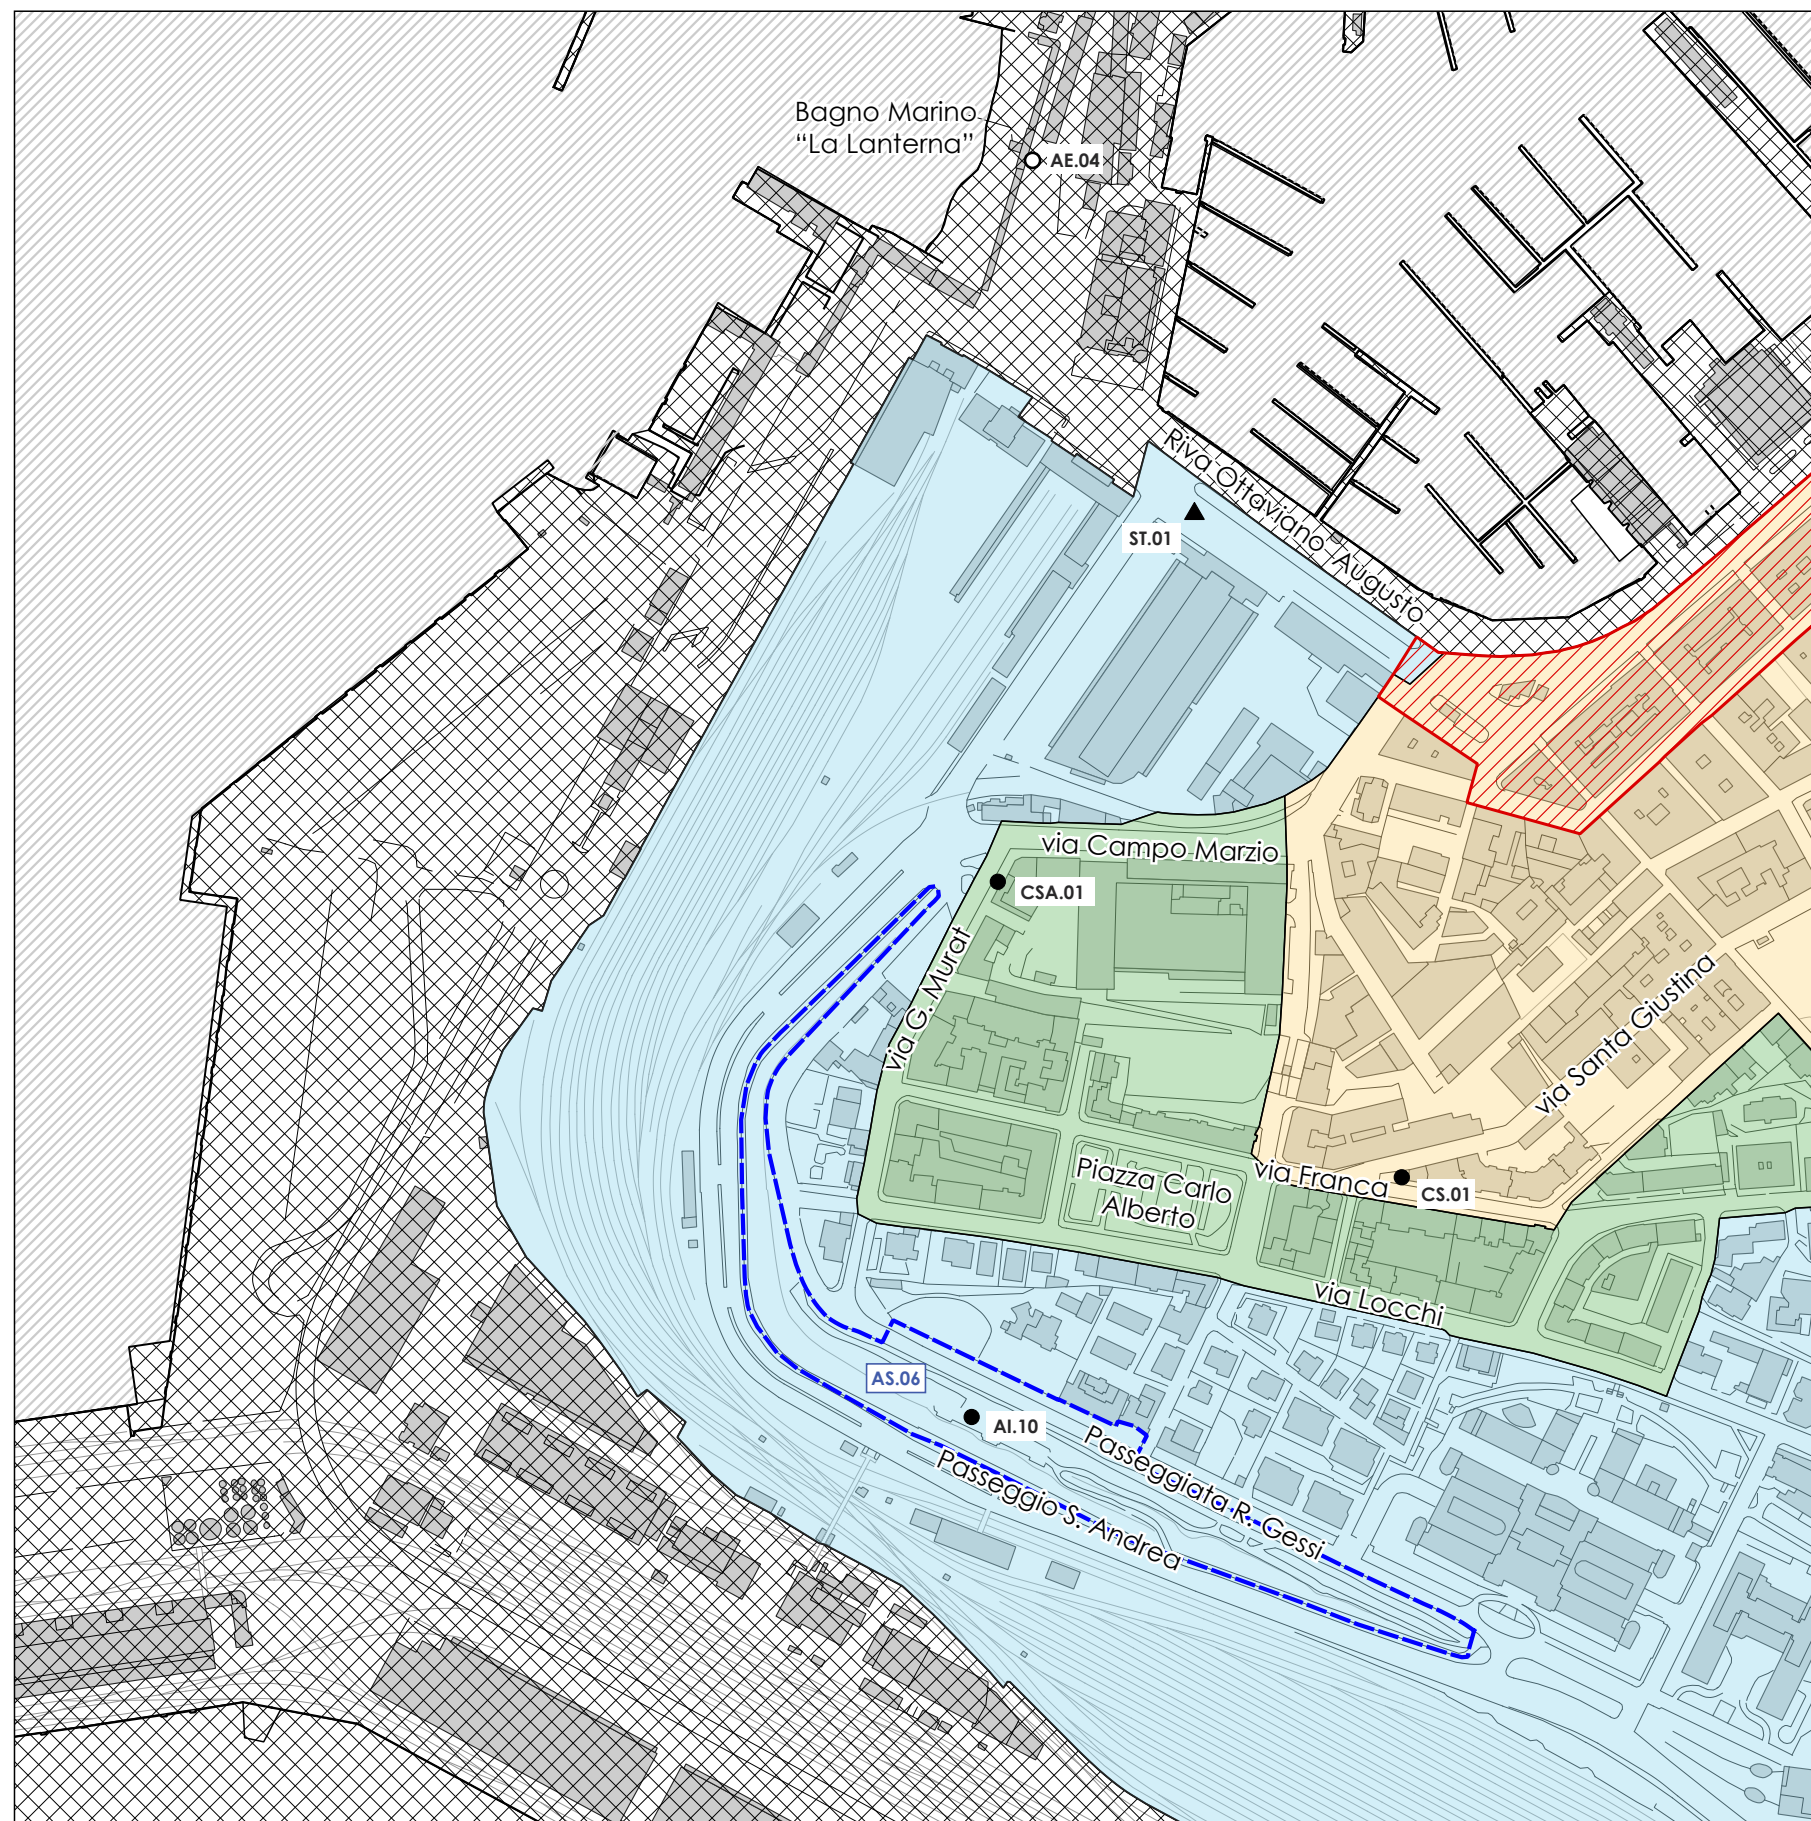 Bagno Marino
“La Lanterna”
AE.04
Riva Ottaviano Augusto
ST.01
via Campo Marzio
CSA.01
via G. Murat
via Santa Giustina
Piazza Carlo
Alberto
via Franca
CS.01
via Locchi
AS.06
AI.10
Passeggiata R. Gessi
Passeggio S. Andrea